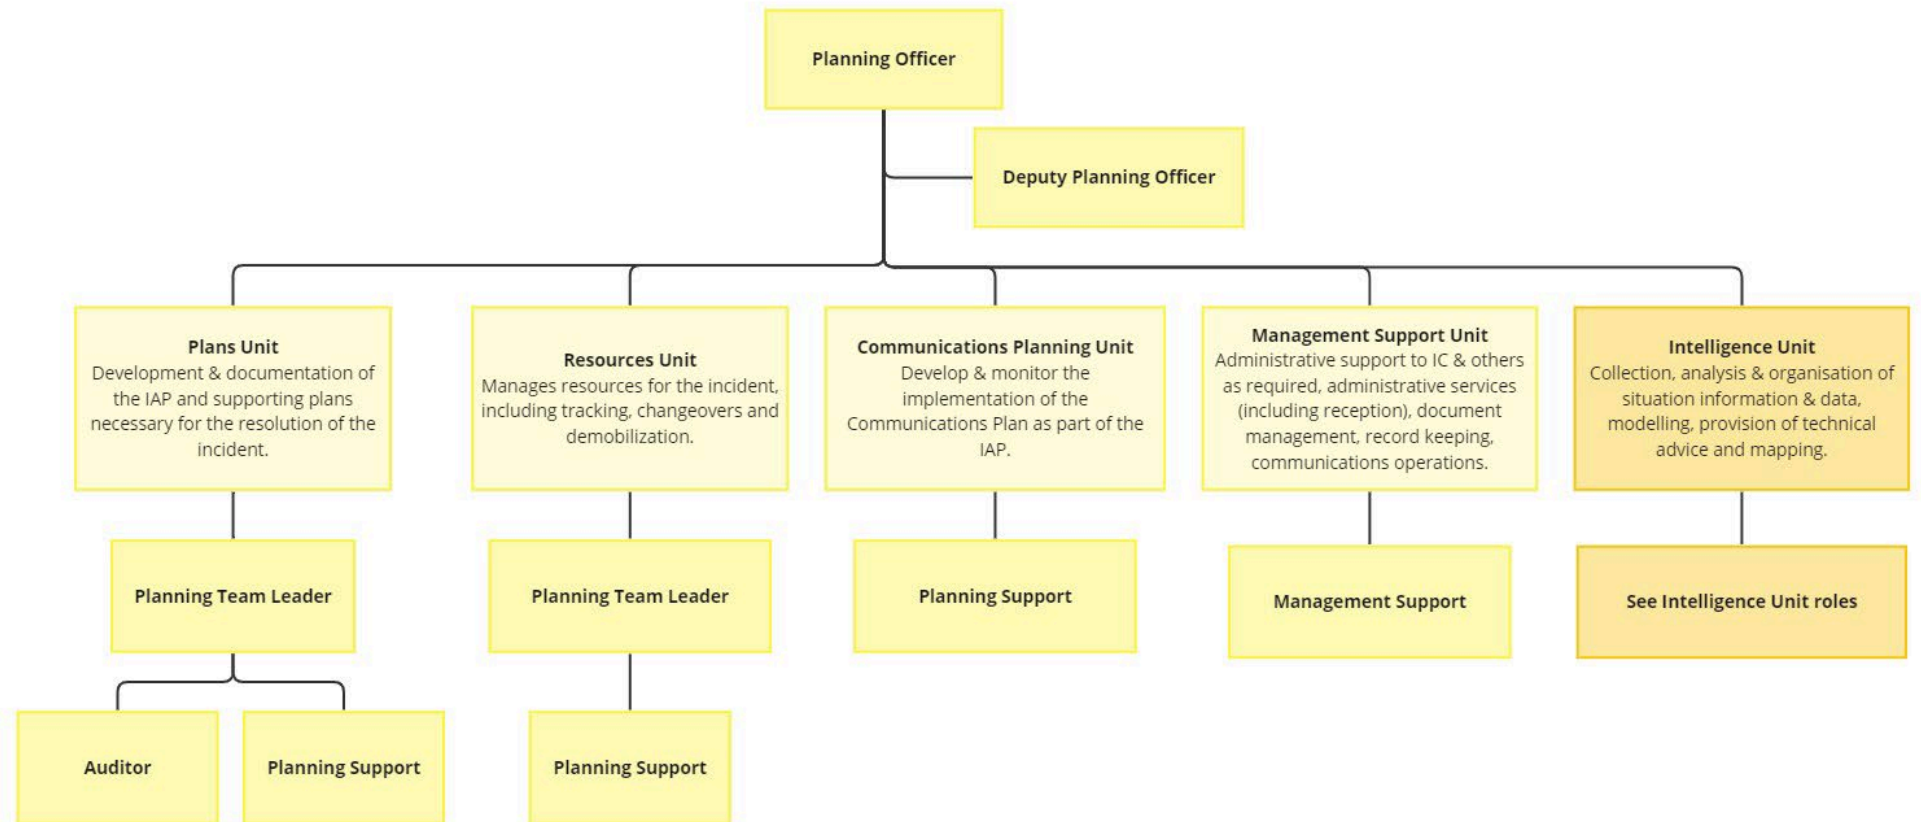 Planning Officer
Deputy Planning Officer
Plans Unit
Development & documentation of
the IAP and supporting plans
necessary for the resolution of the
incident.
Resources Unit
Manages resources for the incident,
including tracking, changeovers and
demobilization.
Communications Planning Unit
Develop & monitor the
implementation of the
Communications Plan as part of the
IAP.
Management Support Unit
Administrative support to IC & others
as required, administrative services
(including reception), document
management, record keeping,
communications operations.
Intelligence Unit
Collection, analysis & organisation of
situation information & data,
modelling, provision of technical
advice and mapping.
Planning Team Leader
Planning Team Leader
Planning Support
Management Support
See Intelligence Unit roles
Auditor
Planning Support
Planning Support